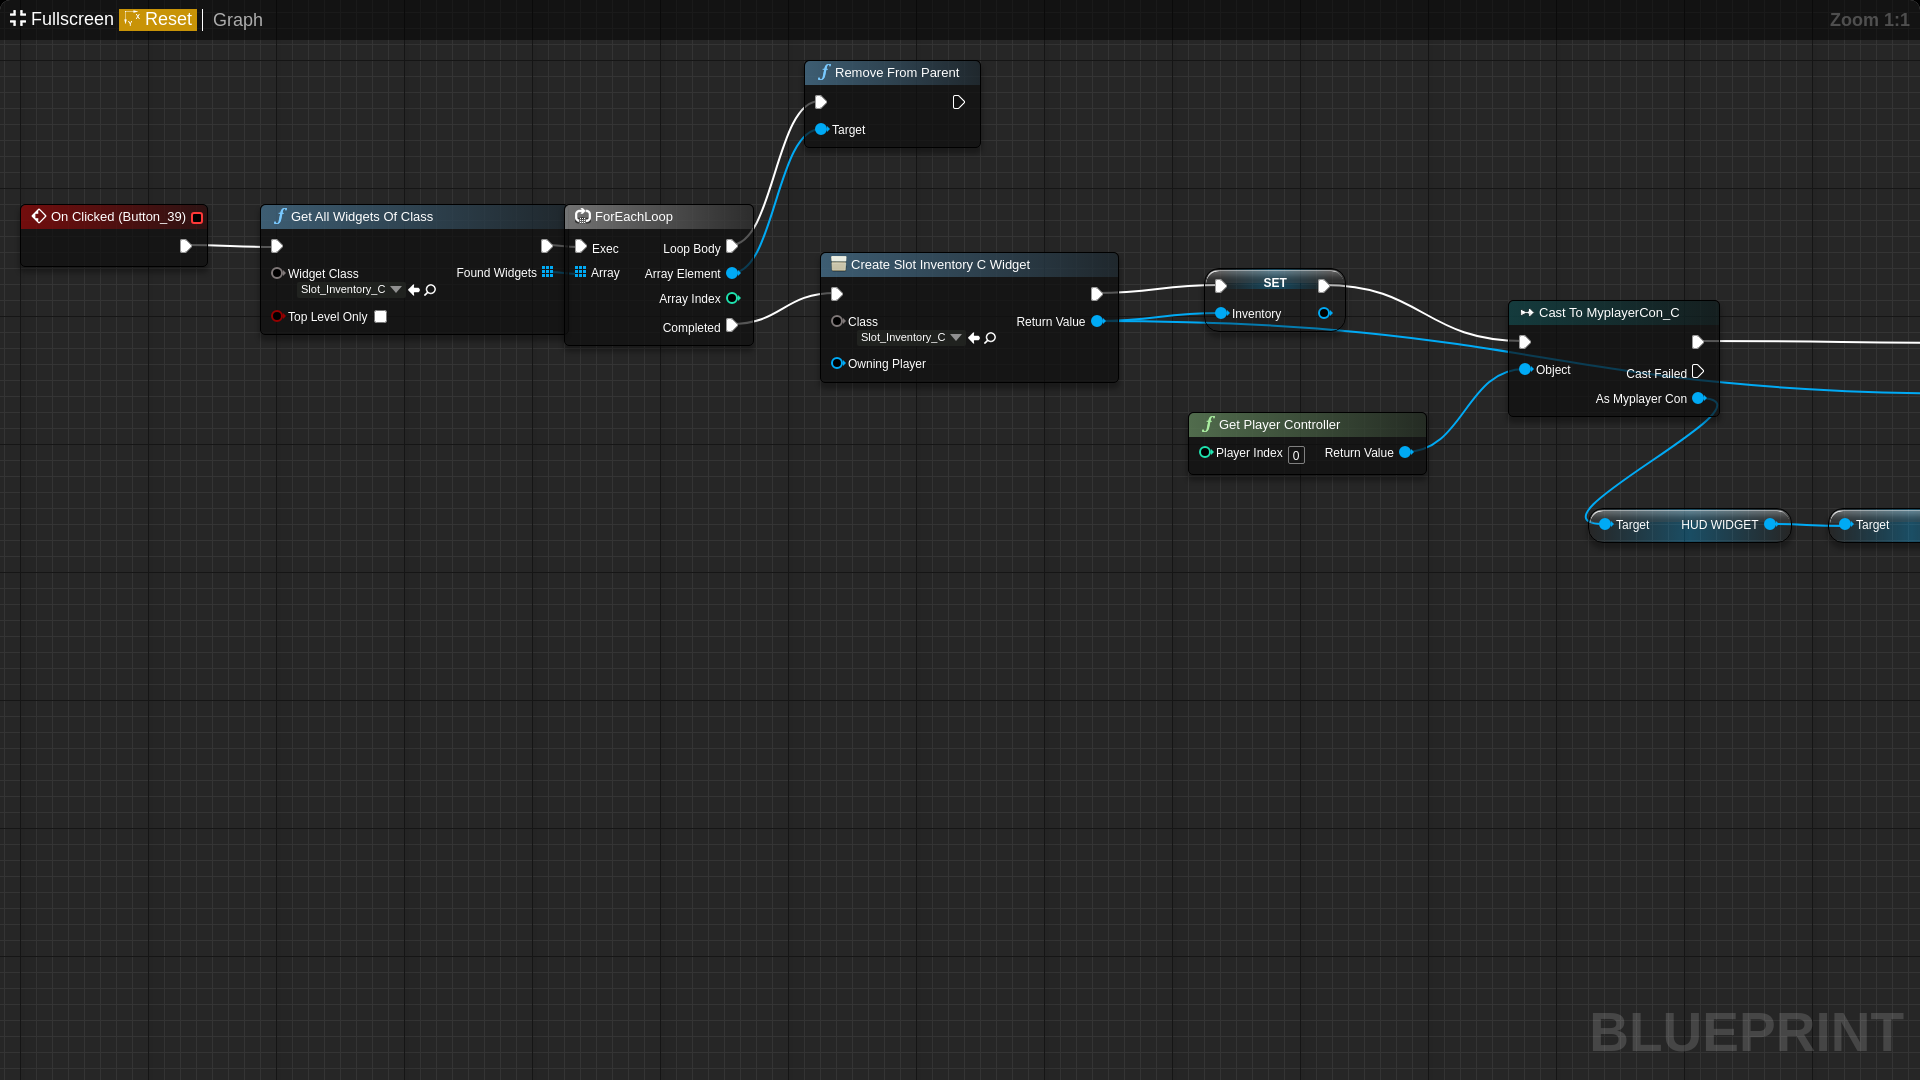 Fullscreen Reset Graph
Zoom 1:1
Remove From Parent
Target
On Clicked (Button_39)
Get All Widgets Of Class
Widget Class
Slot_Inventory_C
Top Level Only
Found Widgets
ForEachLoop
Exec
Loop Body
Array
Array Element
Array Index
Completed
Create Slot Inventory C Widget
Class
Slot_Inventory_C
Return Value
Owning Player
SET
Inventory
Cast To MyplayerCon_C
Object
Cast Failed
As Myplayer Con
Get Player Controller
Player Index 0
Return Value
Target
HUD WIDGET
Target
BLUEPRINT